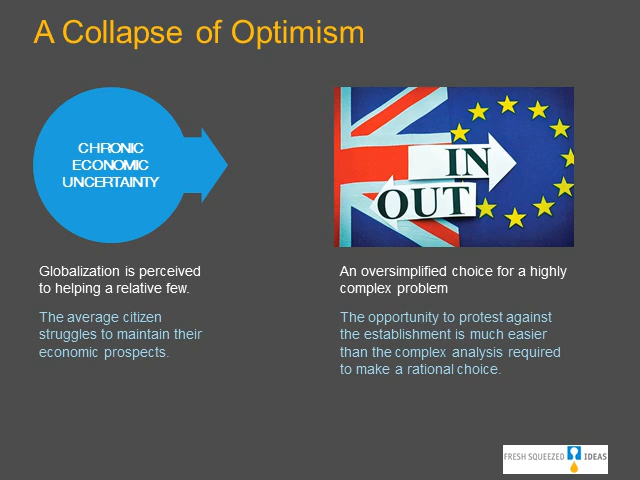 A Collapse of Optimism
CHRONIC
ECONOMIC
UNCERTAINTY
IN
OUT
Globalization is perceived
to helping a relative few.
The average citizen
struggles to maintain their
economic prospects.
An oversimplified choice for a highly
complex problem
The opportunity to protest against
the establishment is much easier
than the complex analysis required
to make a rational choice.
FRESH SQUEEZED IDEAS